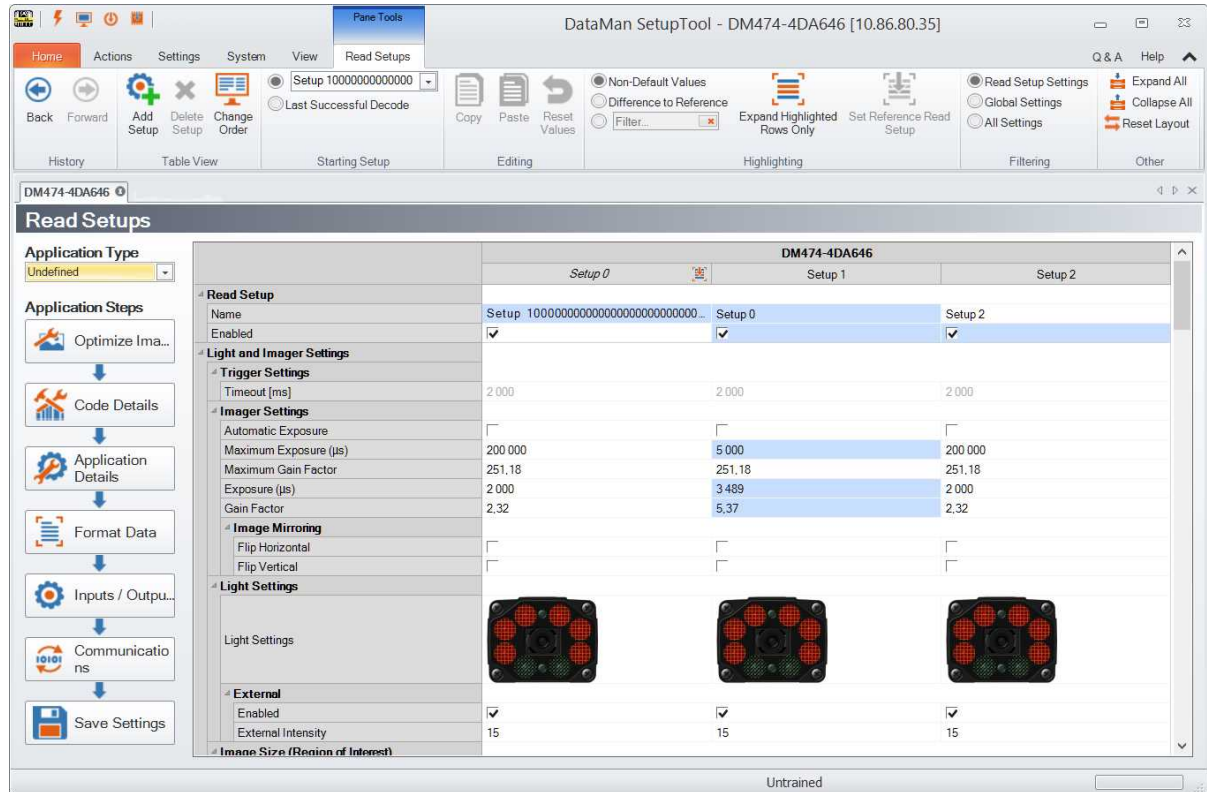 Pane Tools
DataMan SetupTool - DM474-4DA646 [10.86.80.35]
Home Actions Settings System View Read Setups Q & A Help
Back Forward
History
Add Setup
Delete Setup
Change Order
Table View
Setup 10000000000000
Last Successful Decode
Starting Setup
Copy Paste Reset Values
Editing
Non-Default Values
Difference to Reference
Filter...
Expand Highlighted Rows Only
Set Reference Read Setup
Highlighting
Read Setup Settings
Global Settings
All Settings
Filtering
Expand All
Collapse All
Reset Layout
Other
DM474-4DA646
Read Setups
Application Type
Undefined
Application Steps
Optimize Ima...
Code Details
Application Details
Format Data
Inputs / Outpu...
Communicatio
ns
Save Settings
DM474-4DA646
Setup 0 Setup 1 Setup 2
Read Setup
Name Setup 0 Setup 2
Enabled
Light and Imager Settings
Trigger Settings
Timeout [ms] 2 000 2 000 2 000
Imager Settings
Automatic Exposure
Maximum Exposure (µs) 200 000 5 000 200 000
Maximum Gain Factor 251,18 251,18 251,18
Exposure (µs) 2 000 3 489 2 000
Gain Factor 2,32 5,37 2,32
Image Mirroring
Flip Horizontal
Flip Vertical
Light Settings
Light Settings
External
Enabled
External Intensity 15 15 15
Image Size (Region of Interest)
Untrained